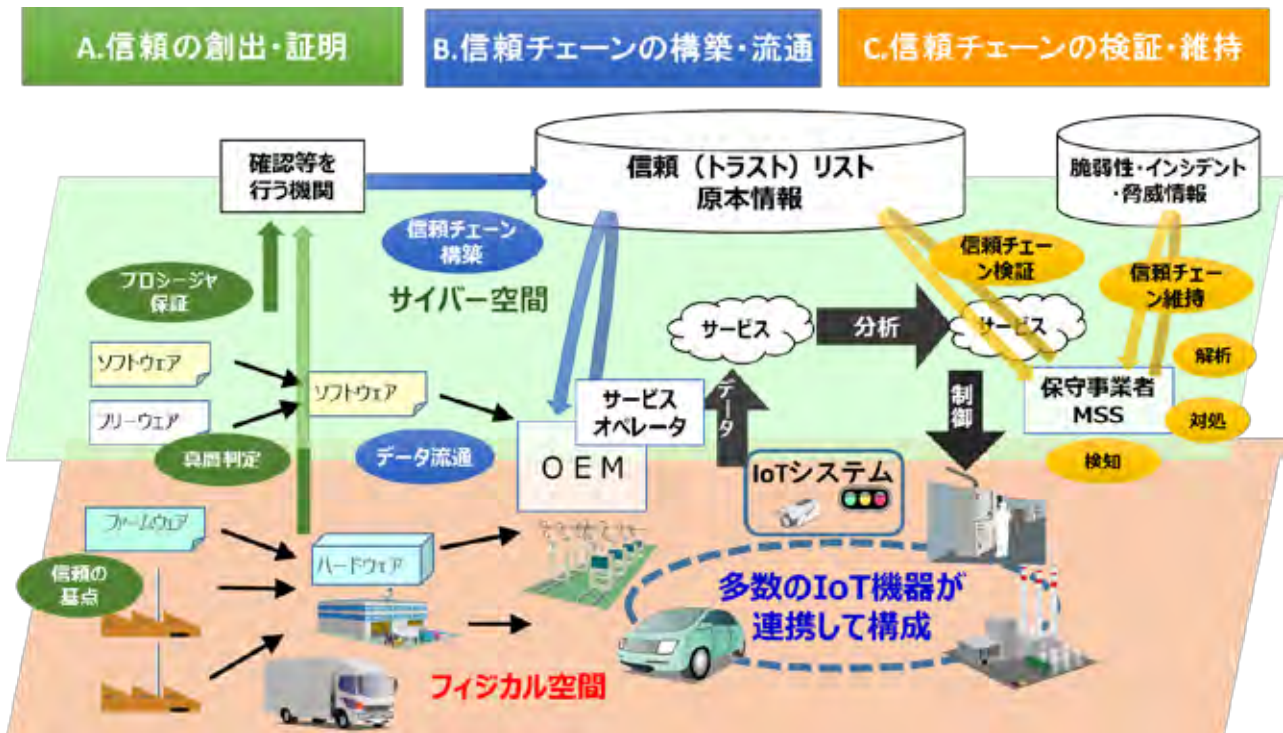 A.信頼の創出・証明
B.信頼チェーンの構築・流通
C.信頼チェーンの検証・維持
確認等を
行う機関
信頼（トラスト）リスト
原本情報
脆弱性・インシデント
・脅威情報
信頼チェーン
構築
信頼チェー
ン検証
信頼チェー
ン維持
プロシージャ
保証
サイバー空間
サービス
分析
サービス
解析
ソフトウェア
ソフトウェア
フリーウェア
サービス
オペレータ
データ
制御
保守事業者
MSS
対処
真贋判定
データ流通
OEM
検知
IoTシステム
ファームウェア
ハードウェア
信頼の
基点
多数のIoT機器が
連携して構成
フィジカル空間